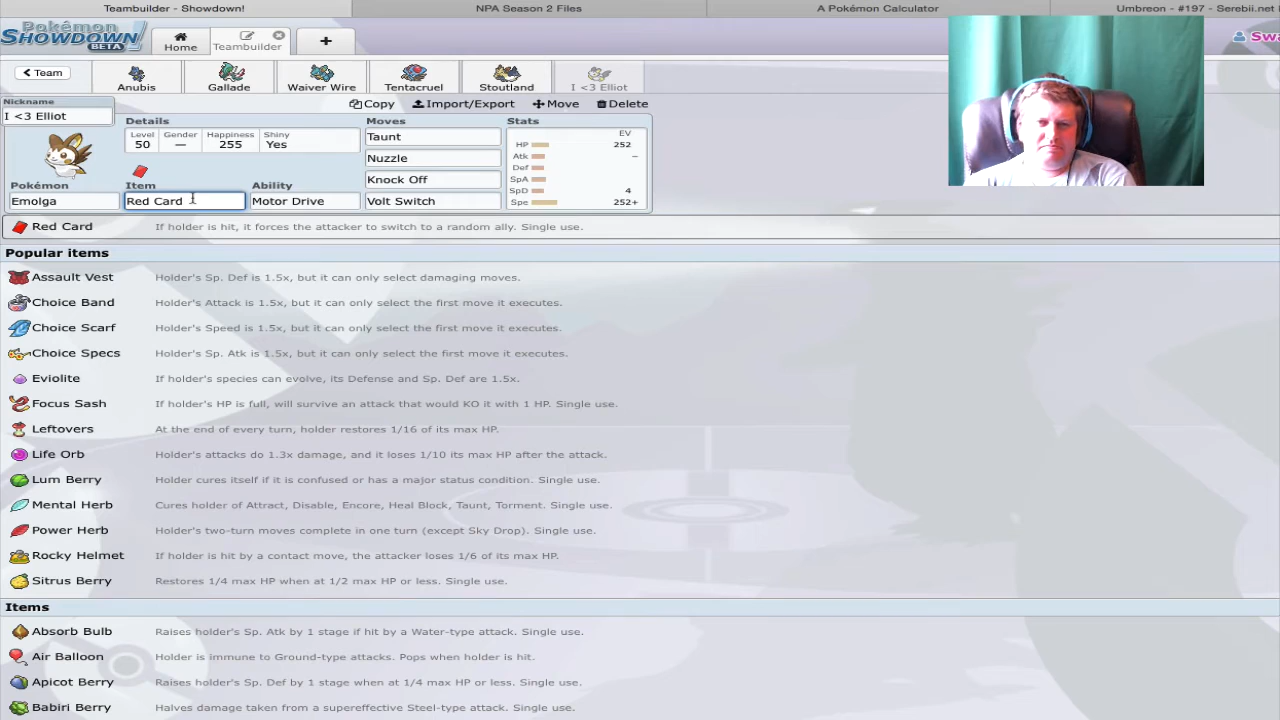 Teambuilder - Showdown! NPA Season 2 Files A Pokémon Calculator Umbreon - #197 - Serebii.net
Pokémon
SHOWDOWN!
BETA
Home Teambuilder +
Swa
< Team Anubis Gallade Waiver Wire Tentacruel Stoutland I <3 Elliot
Nickname
I <3 Elliot
Copy Import/Export Move Delete
Details Moves Stats
Level Gender Happiness Shiny
50 — 255 Yes
Taunt
Nuzzle
Knock Off
Volt Switch
EV
HP 252
Atk –
Def
SpA
SpD 4
Spe 252+
Pokémon Item Ability
Emolga Red Card Motor Drive
Red Card If holder is hit, it forces the attacker to switch to a random ally. Single use.
Popular items
Assault Vest Holder's Sp. Def is 1.5x, but it can only select damaging moves.
Choice Band Holder's Attack is 1.5x, but it can only select the first move it executes.
Choice Scarf Holder's Speed is 1.5x, but it can only select the first move it executes.
Choice Specs Holder's Sp. Atk is 1.5x, but it can only select the first move it executes.
Eviolite If holder's species can evolve, its Defense and Sp. Def are 1.5x.
Focus Sash If holder's HP is full, will survive an attack that would KO it with 1 HP. Single use.
Leftovers At the end of every turn, holder restores 1/16 of its max HP.
Life Orb Holder's attacks do 1.3x damage, and it loses 1/10 its max HP after the attack.
Lum Berry Holder cures itself if it is confused or has a major status condition. Single use.
Mental Herb Cures holder of Attract, Disable, Encore, Heal Block, Taunt, Torment. Single use.
Power Herb Holder's two-turn moves complete in one turn (except Sky Drop). Single use.
Rocky Helmet If holder is hit by a contact move, the attacker loses 1/6 of its max HP.
Sitrus Berry Restores 1/4 max HP when at 1/2 max HP or less. Single use.
Items
Absorb Bulb Raises holder's Sp. Atk by 1 stage if hit by a Water-type attack. Single use.
Air Balloon Holder is immune to Ground-type attacks. Pops when holder is hit.
Apicot Berry Raises holder's Sp. Def by 1 stage when at 1/4 max HP or less. Single use.
Babiri Berry Halves damage taken from a supereffective Steel-type attack. Single use.